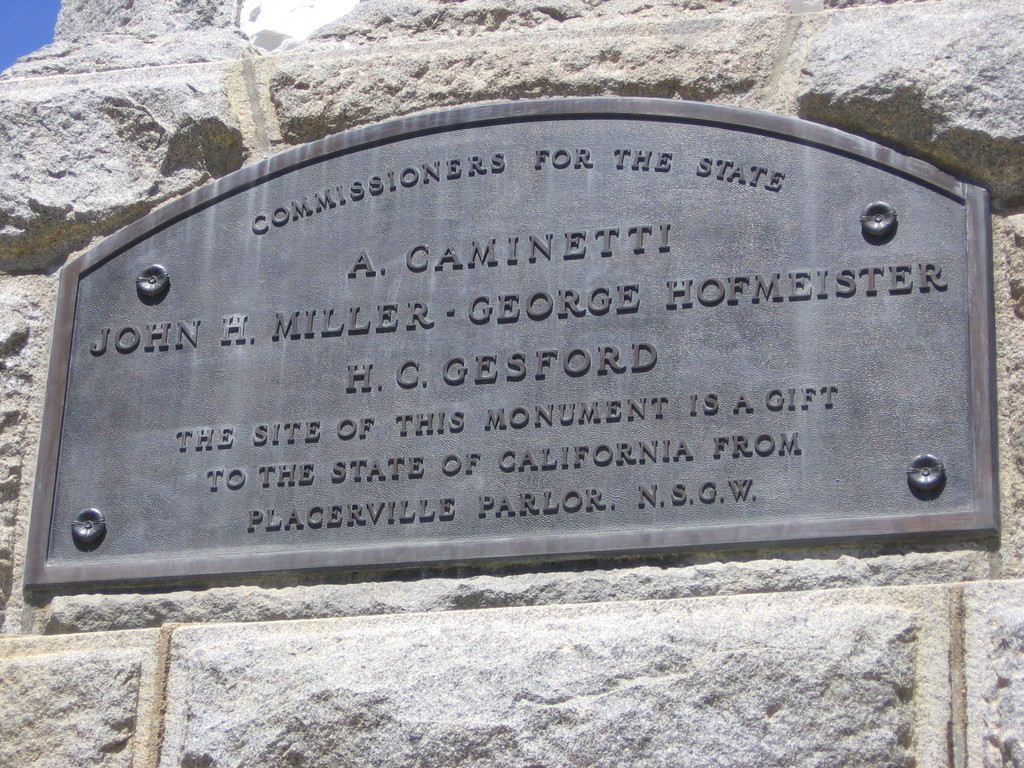 COMMISSIONERS FOR THE STATE
A. CAMINETTI
JOHN H. MILLER · GEORGE HOFMEISTER
H. C. GESFORD
THE SITE OF THIS MONUMENT IS A GIFT
TO THE STATE OF CALIFORNIA FROM
PLACERVILLE PARLOR, N.S.G.W.